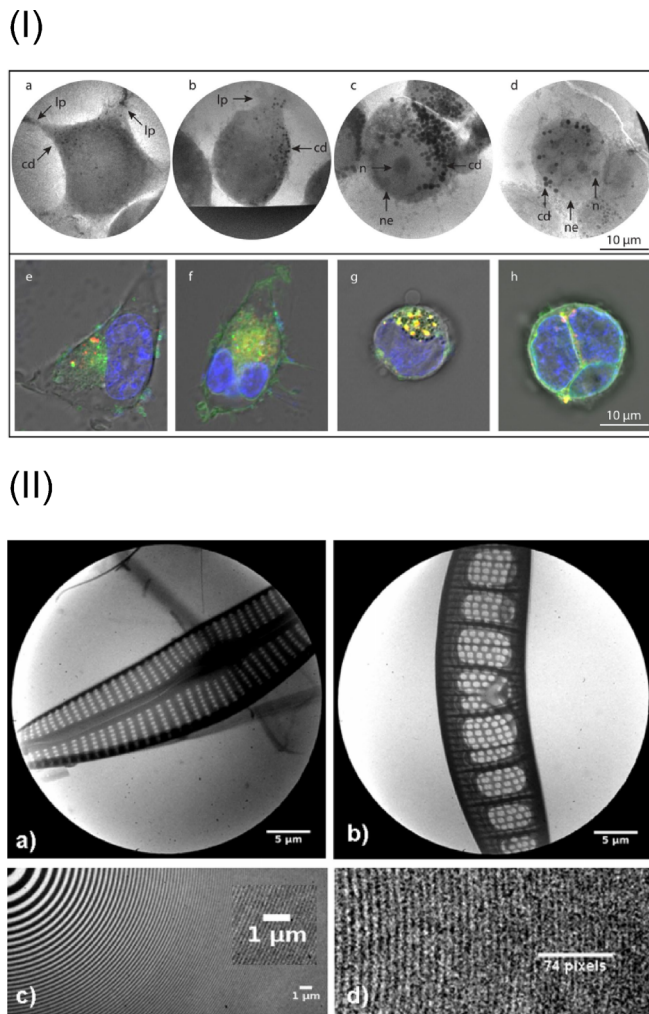 (I)
a b c d
lp lp lp
cd cd n cd
ne cd ne n
10 µm
e f g h
10 µm
(II)
5 µm 5 µm
a) b)
1 µm
1 µm 74 pixels
c) d)